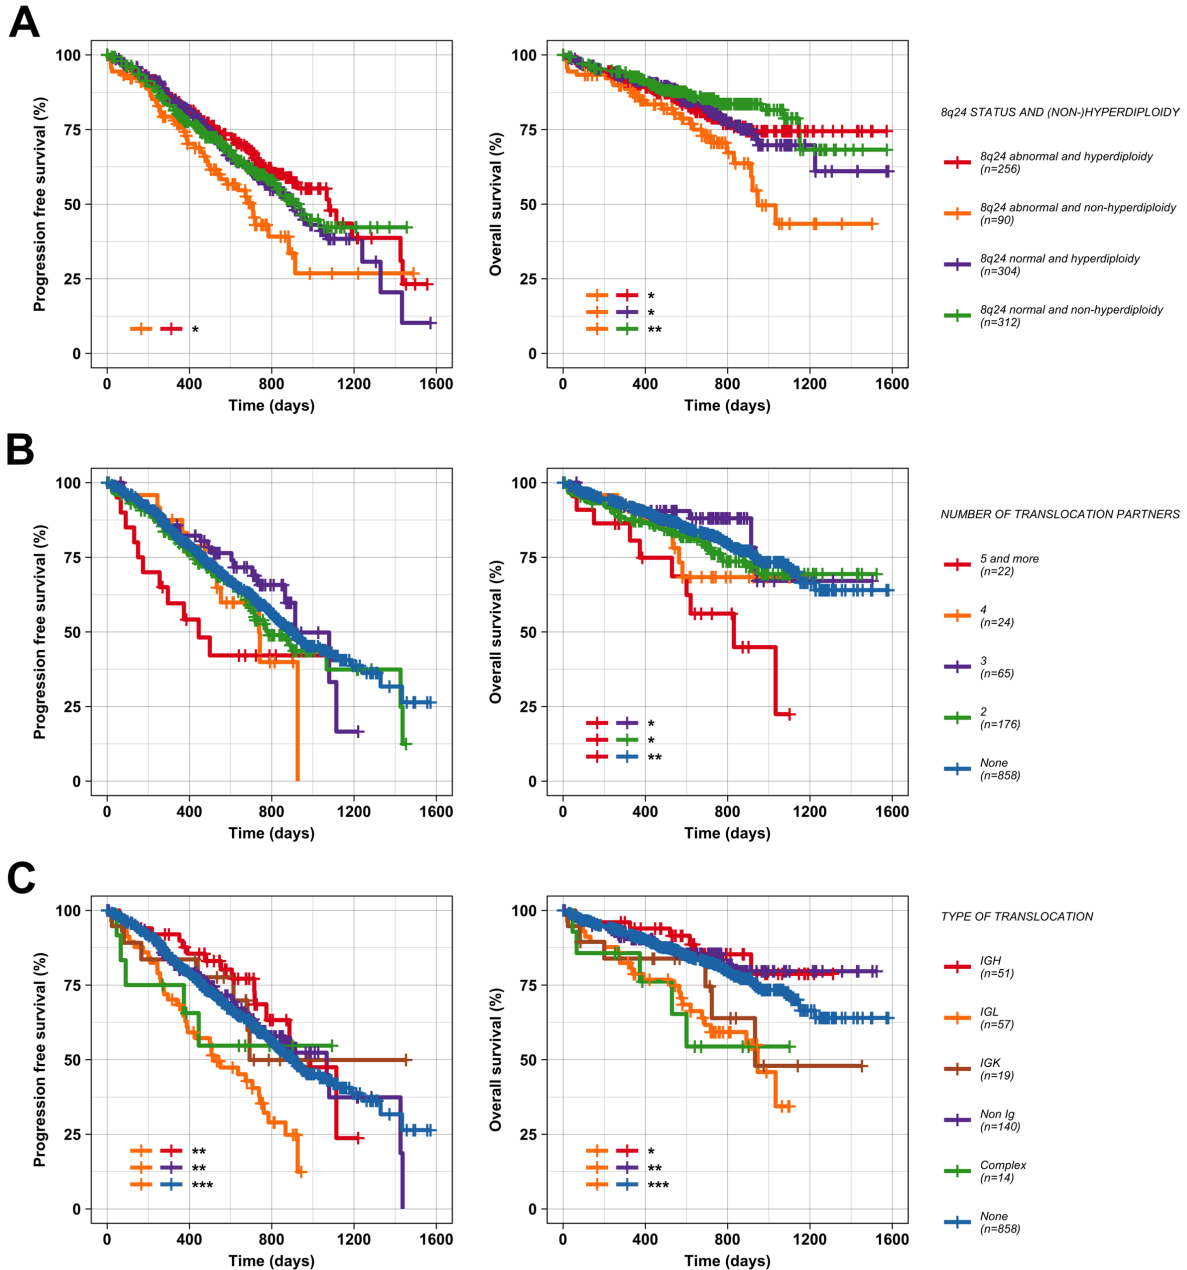 A
Progression free survival (%)
100
75
50
25
0
0 400 800 1200 1600
Time (days)
*
Overall survival (%)
100
75
50
25
0
0 400 800 1200 1600
Time (days)
*
*
**
8q24 STATUS AND (NON-)HYPERDIPLOIDY
8q24 abnormal and hyperdiploidy
(n=256)
8q24 abnormal and non-hyperdiploidy
(n=90)
8q24 normal and hyperdiploidy
(n=304)
8q24 normal and non-hyperdiploidy
(n=312)
B
Progression free survival (%)
100
75
50
25
0
0 400 800 1200 1600
Time (days)
Overall survival (%)
100
75
50
25
0
0 400 800 1200 1600
Time (days)
*
*
**
NUMBER OF TRANSLOCATION PARTNERS
5 and more
(n=22)
4
(n=24)
3
(n=65)
2
(n=176)
None
(n=858)
C
Progression free survival (%)
100
75
50
25
0
0 400 800 1200 1600
Time (days)
**
**
***
Overall survival (%)
100
75
50
25
0
0 400 800 1200 1600
Time (days)
*
**
***
TYPE OF TRANSLOCATION
IGH
(n=51)
IGL
(n=57)
IGK
(n=19)
Non Ig
(n=140)
Complex
(n=14)
None
(n=858)